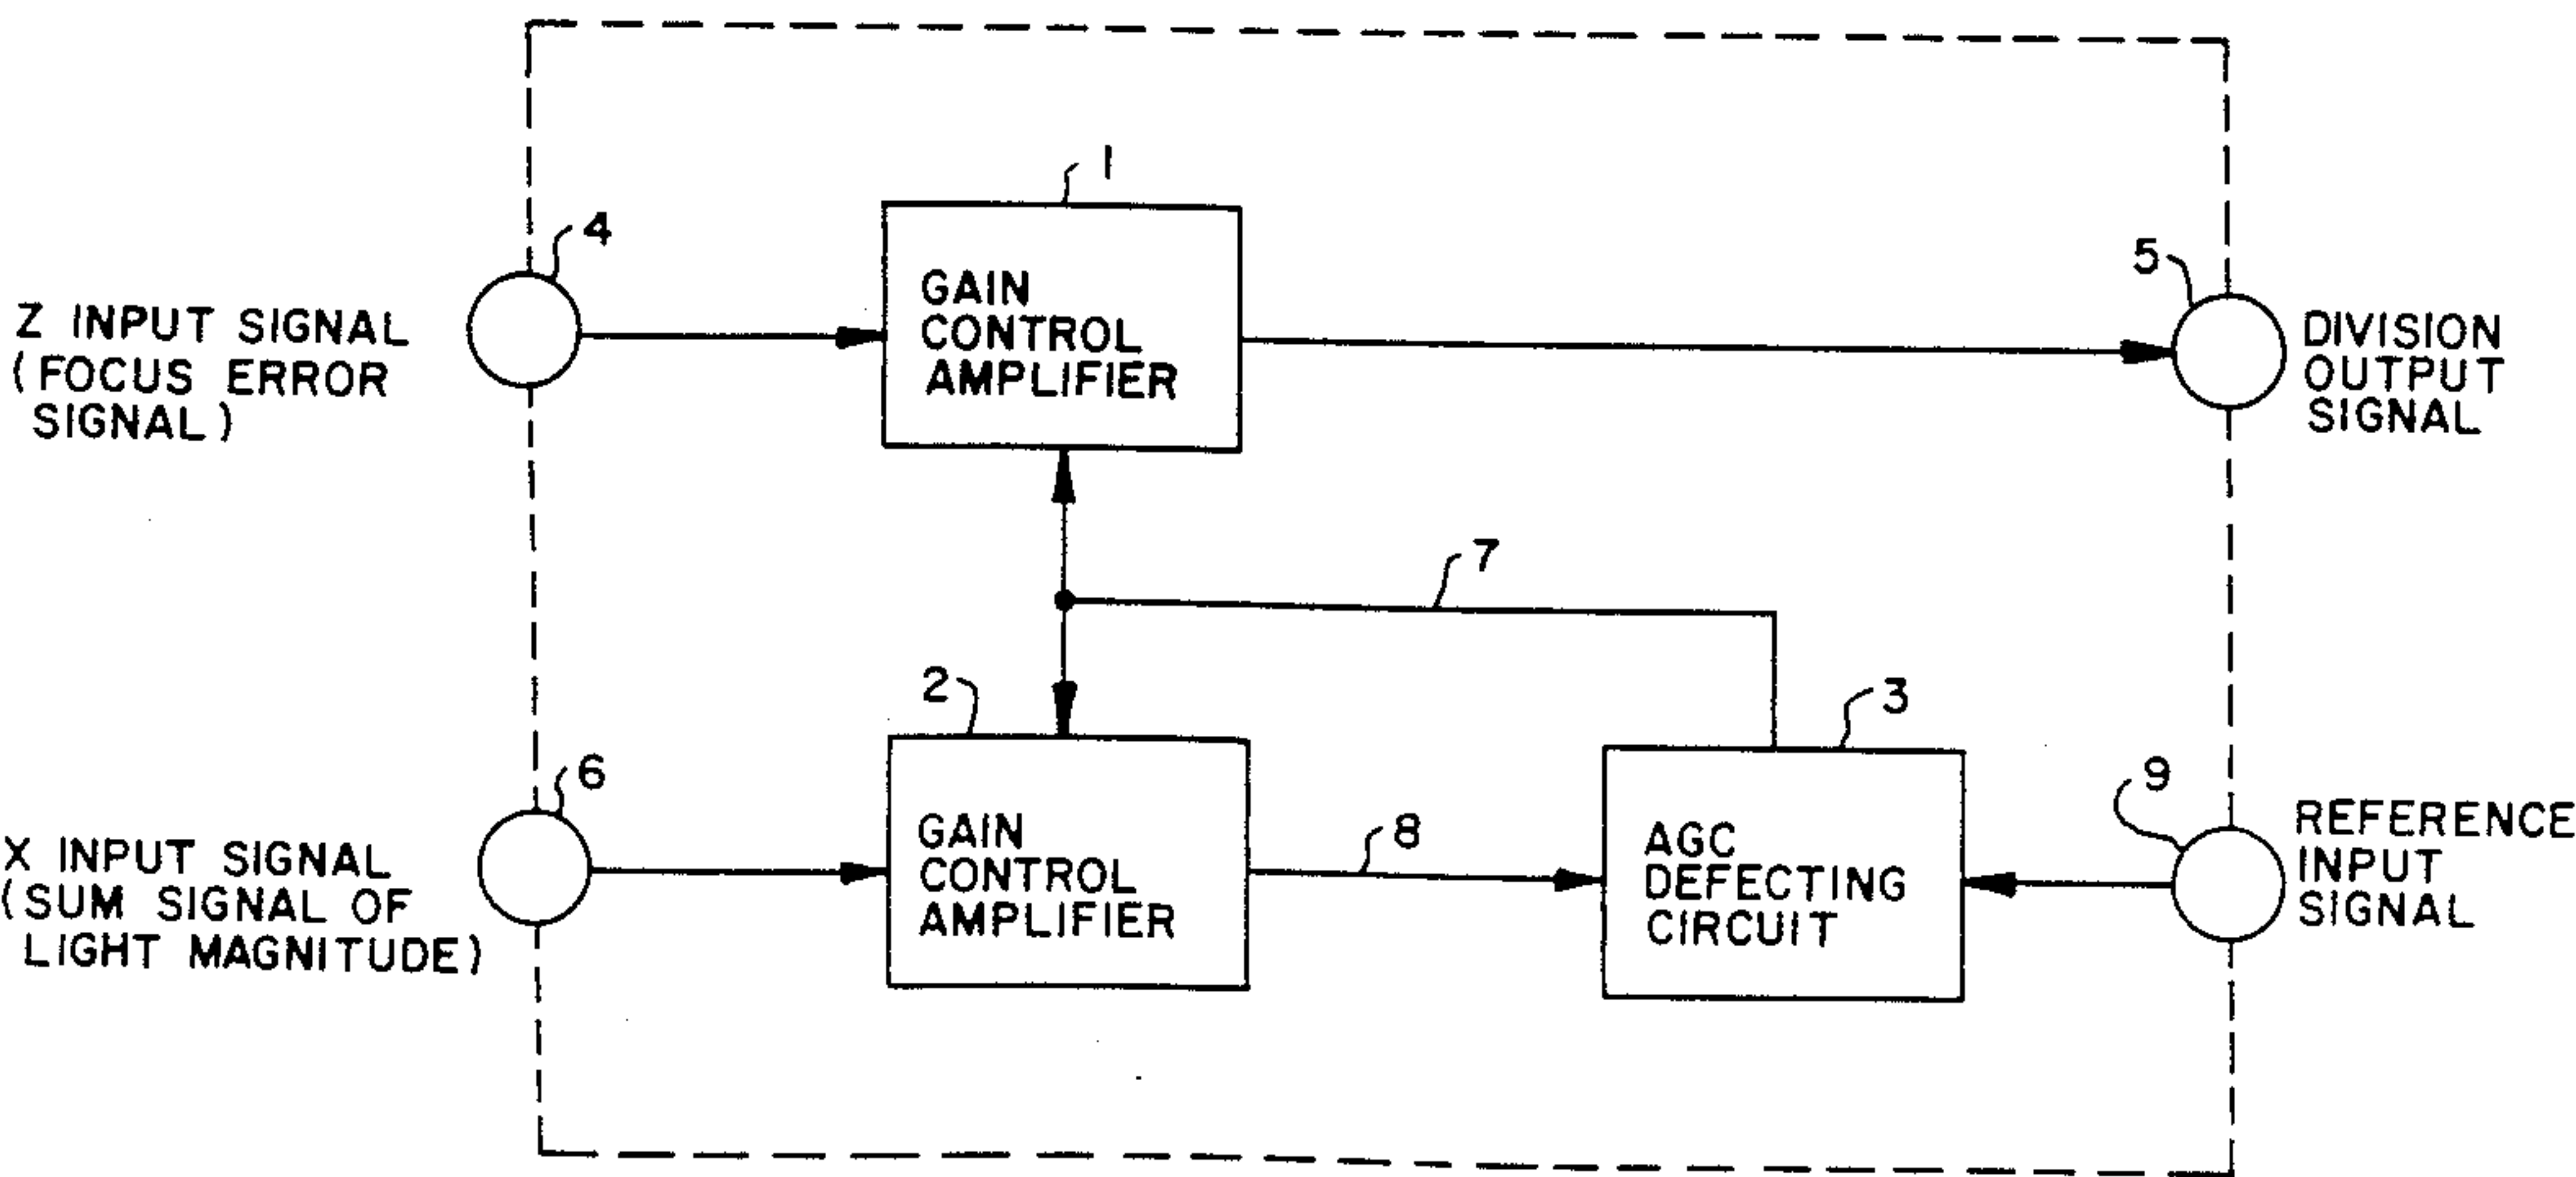 1
4
5
GAIN
CONTROL
AMPLIFIER
Z INPUT SIGNAL
(FOCUS ERROR
SIGNAL)
DIVISION
OUTPUT
SIGNAL
7
2
3
6
8
9
X INPUT SIGNAL
(SUM SIGNAL OF
LIGHT MAGNITUDE)
GAIN
CONTROL
AMPLIFIER
AGC
DEFECTING
CIRCUIT
REFERENCE
INPUT
SIGNAL